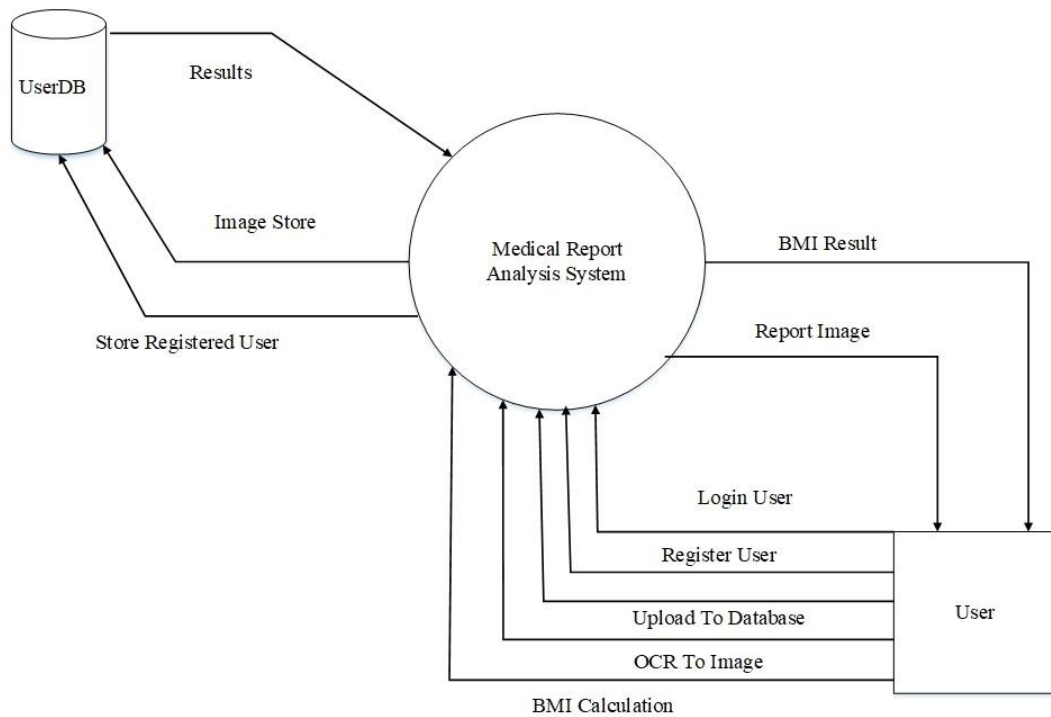 UserDB
Results
Image Store
Store Registered User
Medical Report
Analysis System
BMI Result
Report Image
Login User
Register User
Upload To Database
OCR To Image
BMI Calculation
User